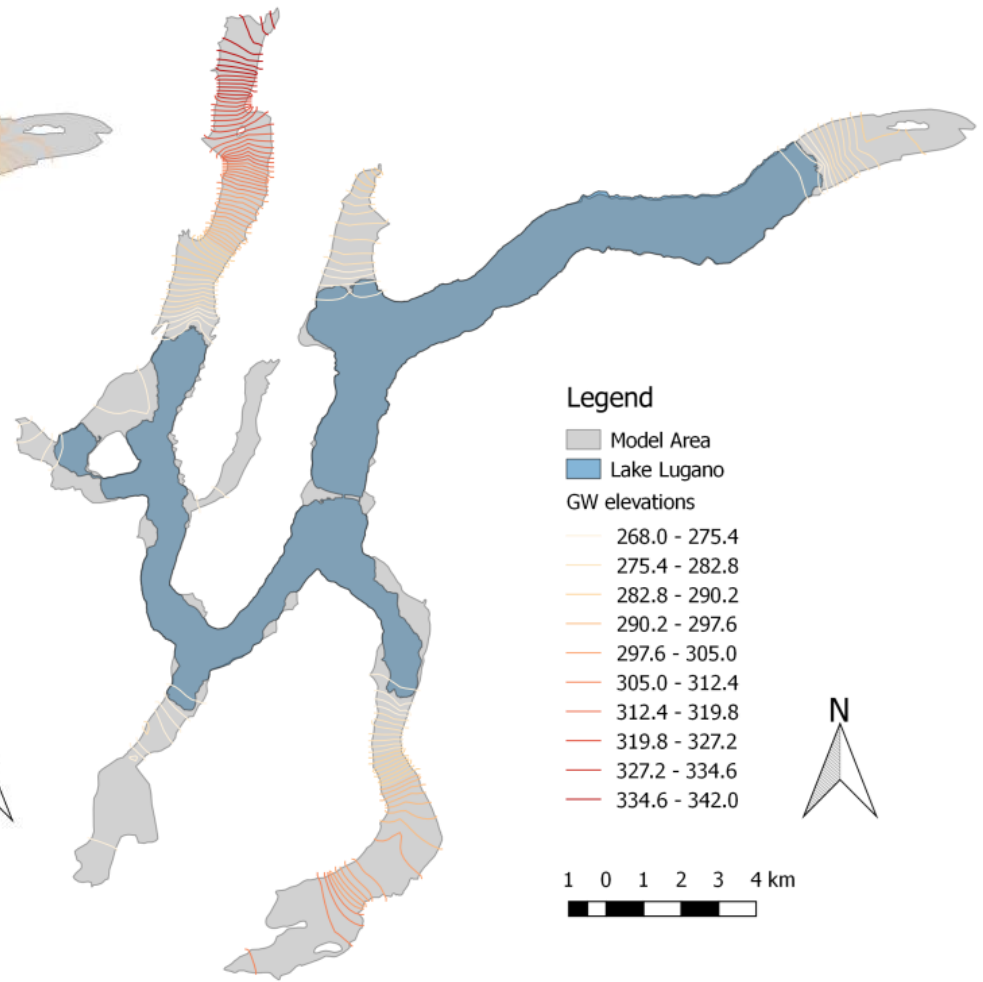 Legend
Model Area
Lake Lugano
GW elevations
268.0 - 275.4
275.4 - 282.8
282.8 - 290.2
290.2 - 297.6
297.6 - 305.0
305.0 - 312.4
312.4 - 319.8
319.8 - 327.2
327.2 - 334.6
334.6 - 342.0
N
1 0 1 2 3 4 km